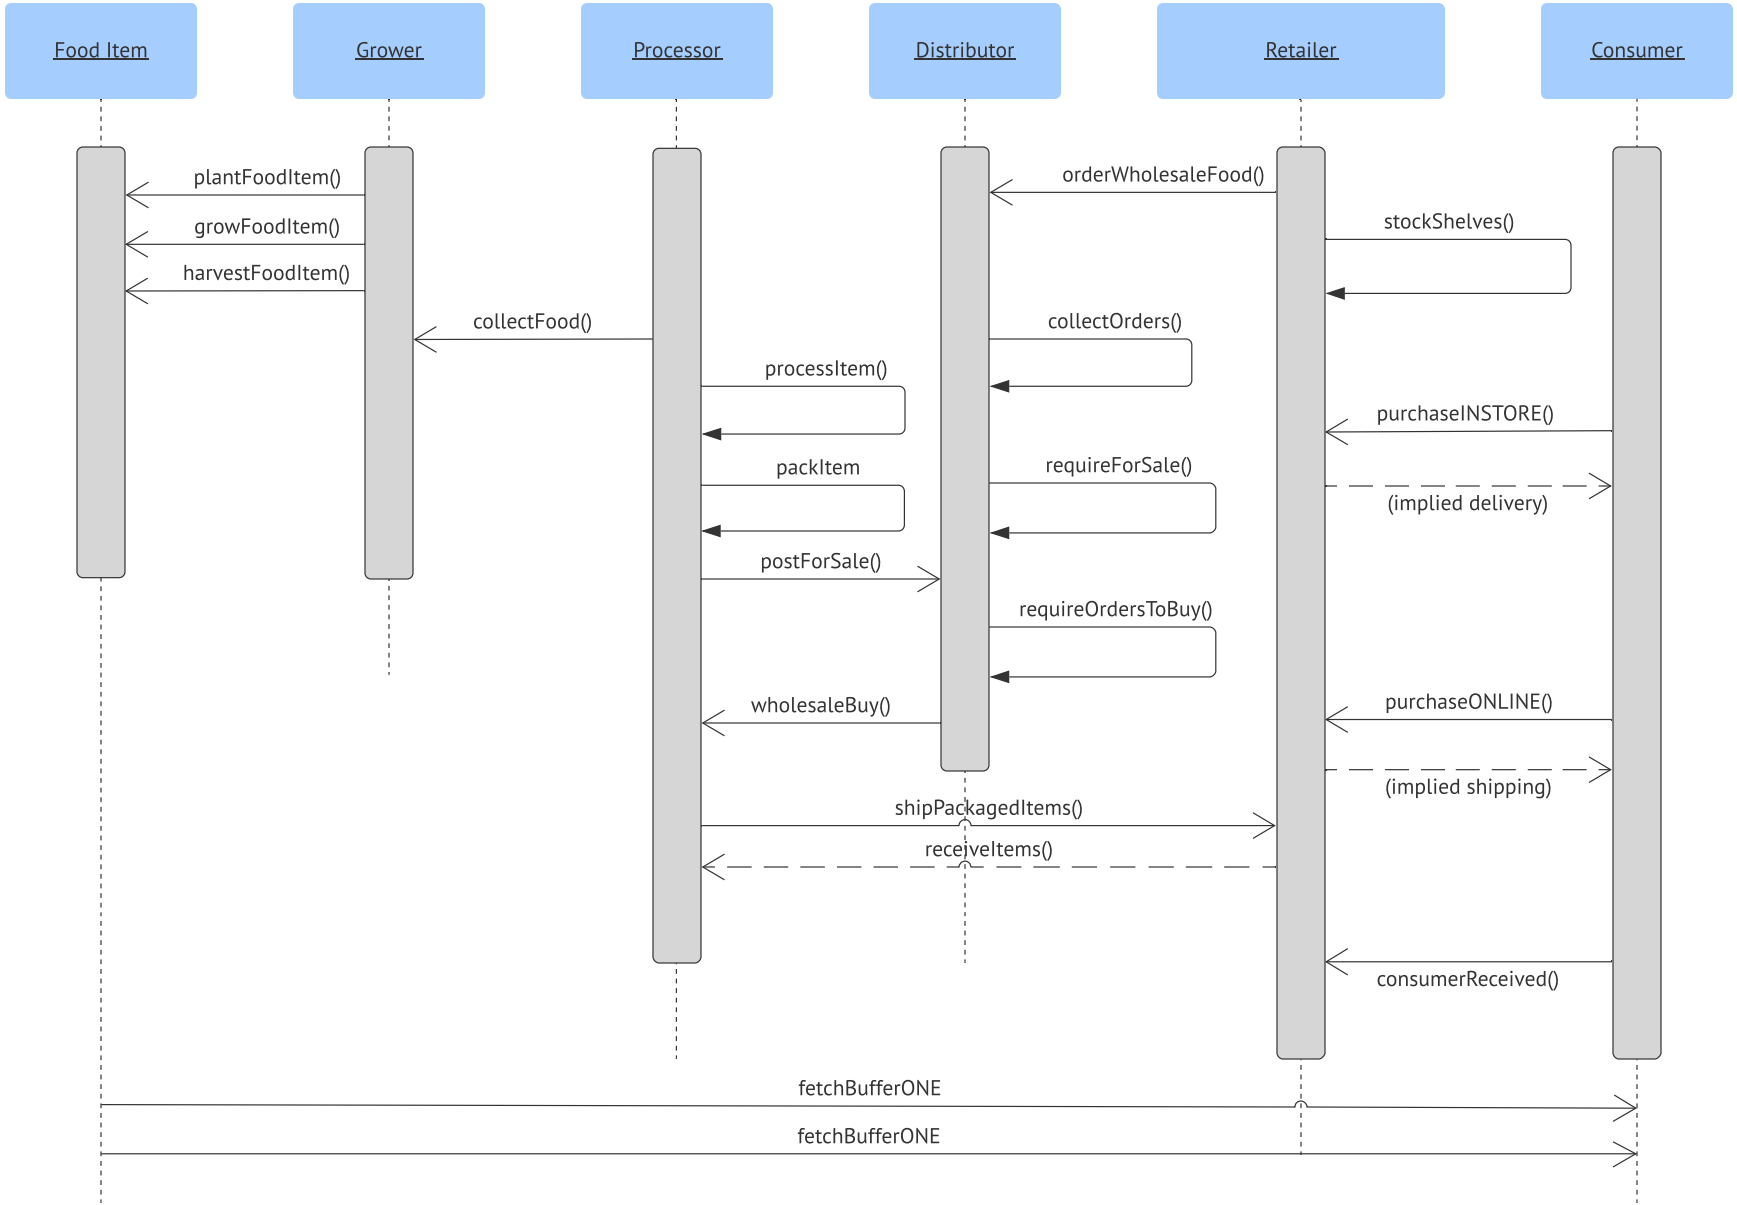 Food Item
Grower
Processor
Distributor
Retailer
Consumer
plantFoodItem()
orderWholesaleFood()
growFoodItem()
stockShelves()
harvestFoodItem()
collectFood()
collectOrders()
processItem()
purchaseINSTORE()
packItem
requireForSale()
(implied delivery)
postForSale()
requireOrdersToBuy()
wholesaleBuy()
purchaseONLINE()
(implied shipping)
shipPackagedItems()
receiveItems()
consumerReceived()
fetchBufferONE
fetchBufferONE